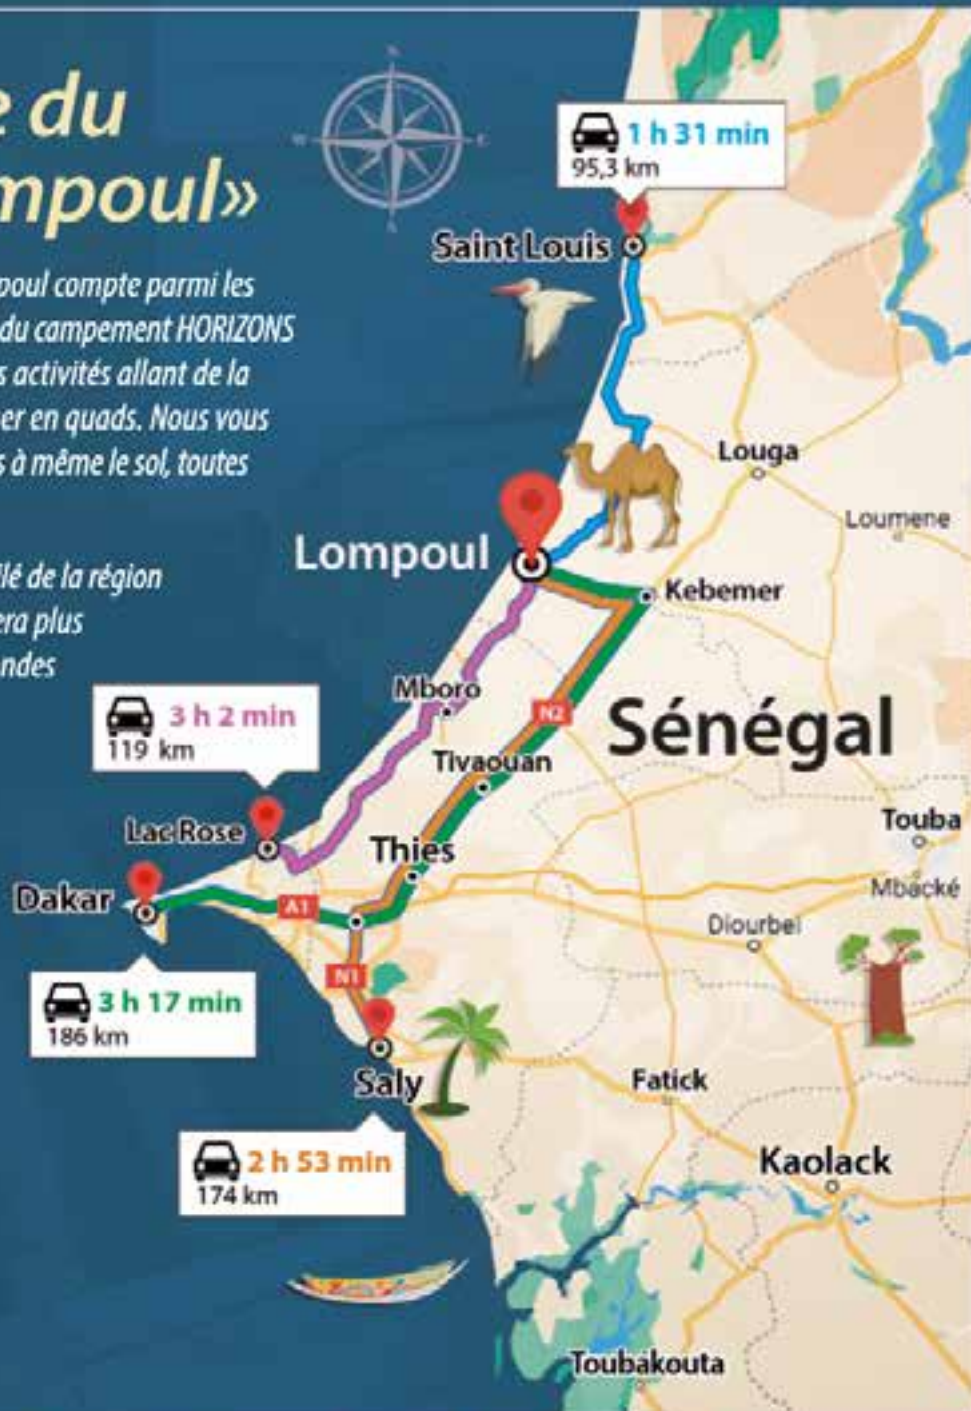 e du
mpoul»
poul compte parmi les
du campement HORIZONS
s activités allant de la
er en quads. Nous vous
s à même le sol, toutes
lé de la région
era plus
ndes
1 h 31 min
95,3 km
Saint Louis
Louga
Loumene
Lompoul
Kebemer
Mboro
3 h 2 min
119 km
N2
Sénégal
Tivaouan
Lac Rose
Thies
Touba
Mbacké
Dakar
A1
Diourbel
N1
3 h 17 min
186 km
Saly
Fatick
2 h 53 min
174 km
Kaolack
Toubakouta